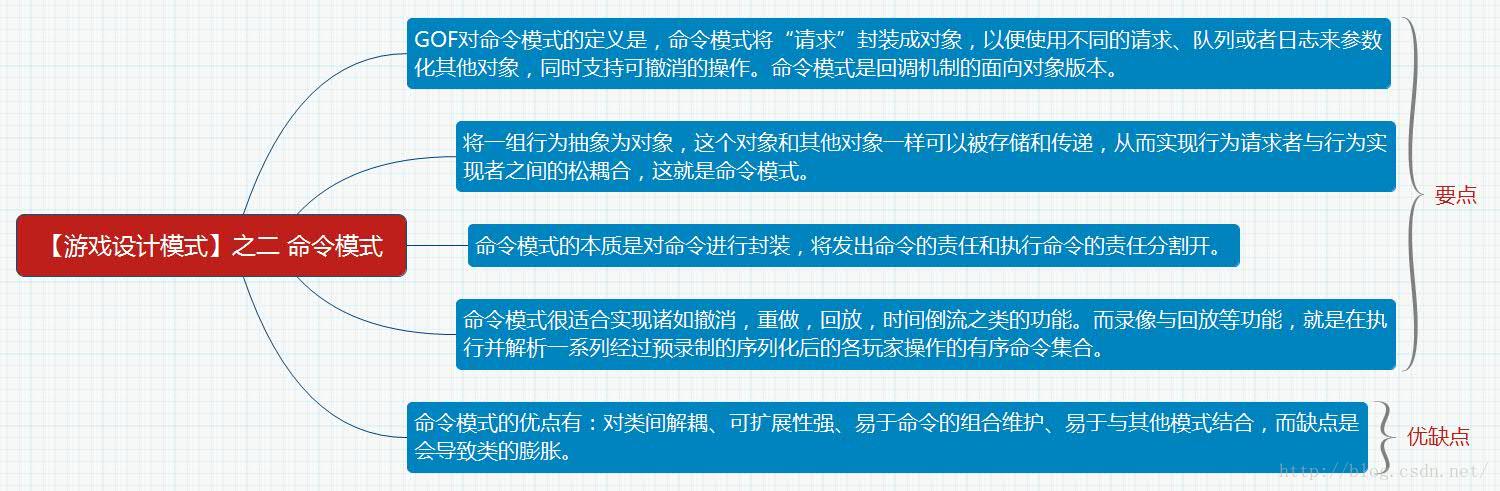 GOF对命令模式的定义是，命令模式将“请求”封装成对象，以便使用不同的请求、队列或者日志来参数
化其他对象，同时支持可撤消的操作。命令模式是回调机制的面向对象版本。
将一组行为抽象为对象，这个对象和其他对象一样可以被存储和传递，从而实现行为请求者与行为实
现者之间的松耦合，这就是命令模式。
要点
【游戏设计模式】之二 命令模式
命令模式的本质是对命令进行封装，将发出命令的责任和执行命令的责任分割开。
命令模式很适合实现诸如撤消，重做，回放，时间倒流之类的功能。而录像与回放等功能，就是在执
行并解析一系列经过预录制的序列化后的各玩家操作的有序命令集合。
命令模式的优点有：对类间解耦、可扩展性强、易于命令的组合维护、易于与其他模式结合，而缺点是
会导致类的膨胀。
优缺点
http://blog.csdn.net/